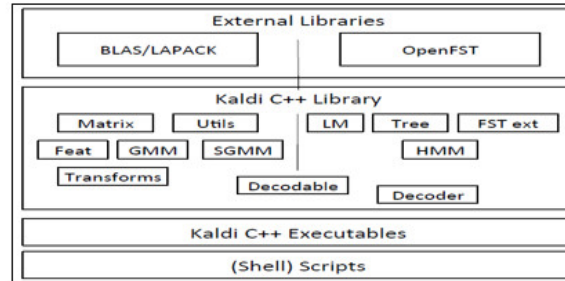 External Libraries
BLAS/LAPACK OpenFST
Kaldi C++ Library
Matrix Utils LM Tree FST ext
Feat GMM SGMM HMM
Transforms Decodable Decoder
Kaldi C++ Executables
(Shell) Scripts